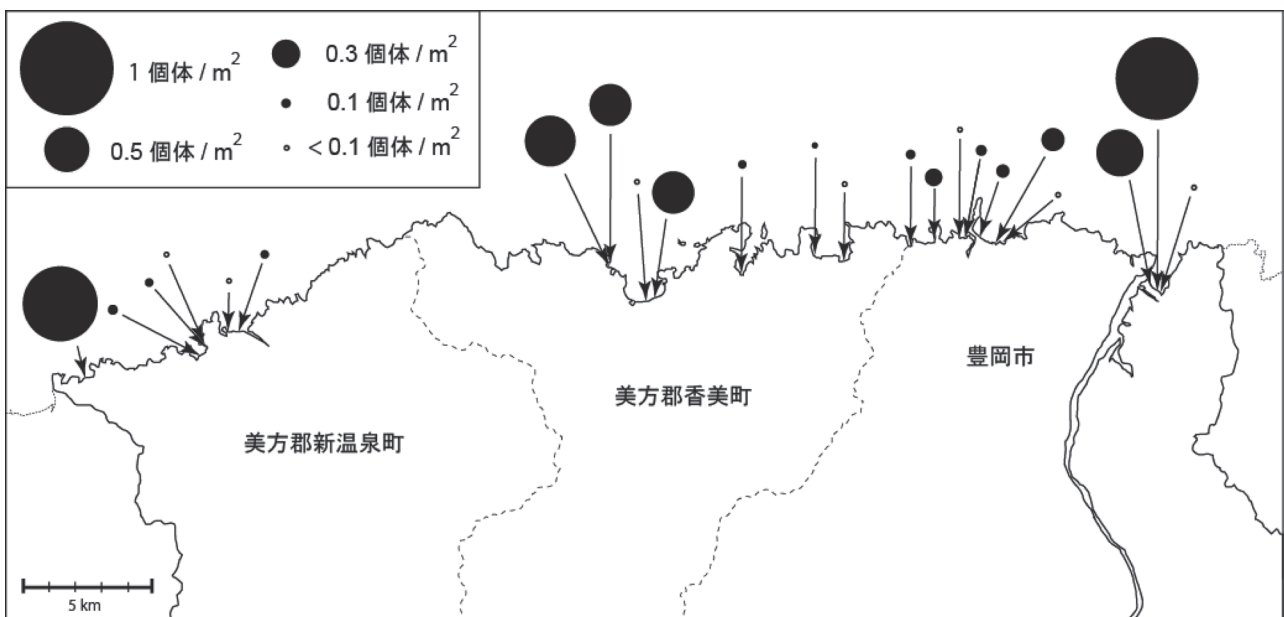 1 個体 / m²
0.5 個体 / m²
0.3 個体 / m²
0.1 個体 / m²
< 0.1 個体 / m²
豊岡市
美方郡香美町
美方郡新温泉町
5 km